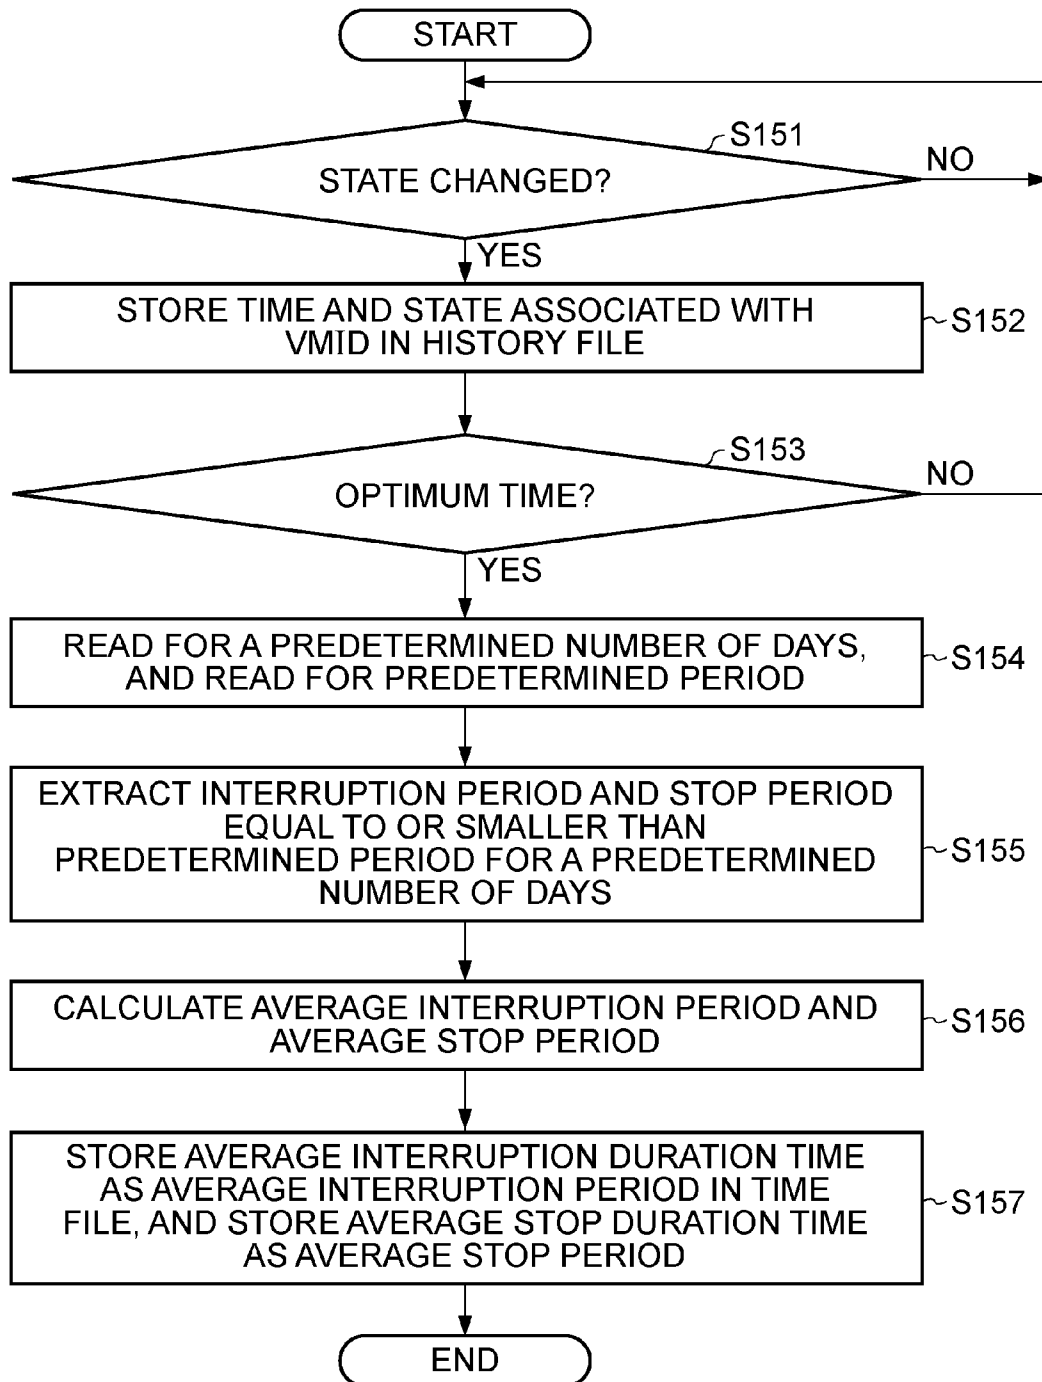 START
S151
STATE CHANGED?
NO
YES
STORE TIME AND STATE ASSOCIATED WITH
VMID IN HISTORY FILE
S152
S153
OPTIMUM TIME?
NO
YES
READ FOR A PREDETERMINED NUMBER OF DAYS,
AND READ FOR PREDETERMINED PERIOD
S154
EXTRACT INTERRUPTION PERIOD AND STOP PERIOD
EQUAL TO OR SMALLER THAN
PREDETERMINED PERIOD FOR A PREDETERMINED
NUMBER OF DAYS
S155
CALCULATE AVERAGE INTERRUPTION PERIOD AND
AVERAGE STOP PERIOD
S156
STORE AVERAGE INTERRUPTION DURATION TIME
AS AVERAGE INTERRUPTION PERIOD IN TIME
FILE, AND STORE AVERAGE STOP DURATION TIME
AS AVERAGE STOP PERIOD
S157
END